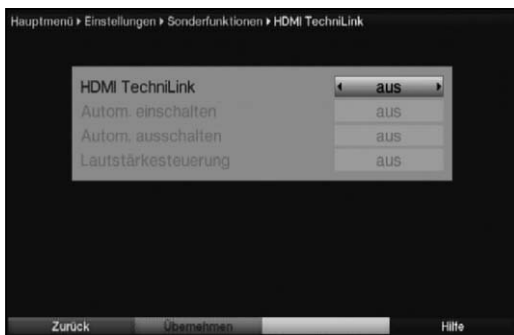 Hauptmenü ▸ Einstellungen ▸ Sonderfunktionen ▸ HDMI TechniLink
HDMI TechniLink aus
Autom. einschalten aus
Autom. ausschalten aus
Lautstärkesteuerung aus
Zurück Übernehmen Hilfe